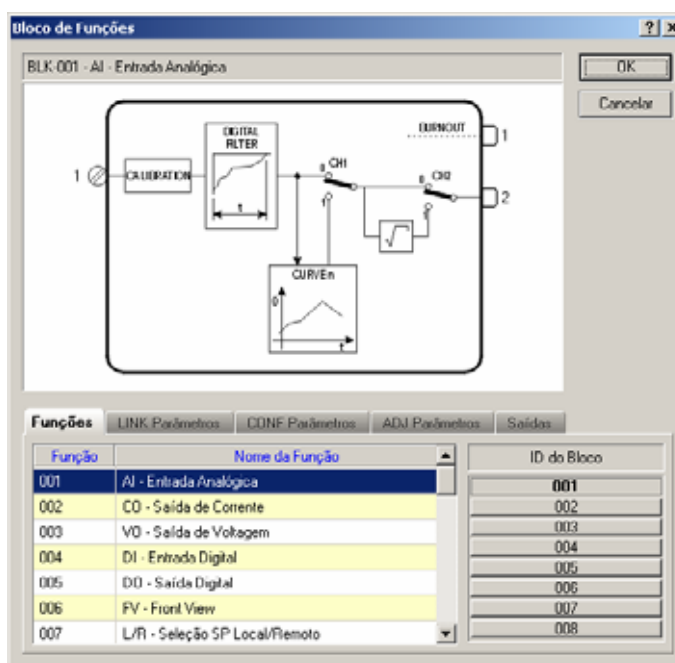 Bloco de Funções
BLK-001 - AI - Entrada Analógica
OK
Cancelar
DIGITAL
FILTER
BURNOUT
1
1
CALIBRATION
0
CH1
0
CH2
2
t
1
CURVEn
0
t
Funções
LINK Parâmetros
CONF Parâmetros
ADJ Parâmetros
Saídas
Função
Nome da Função
ID do Bloco
001
AI - Entrada Analógica
001
002
CO - Saída de Corrente
002
003
VO - Saída de Voltagem
003
004
DI - Entrada Digital
004
005
DO - Saída Digital
005
006
FV - Front View
006
007
L/R - Seleção SP Local/Remoto
007
008